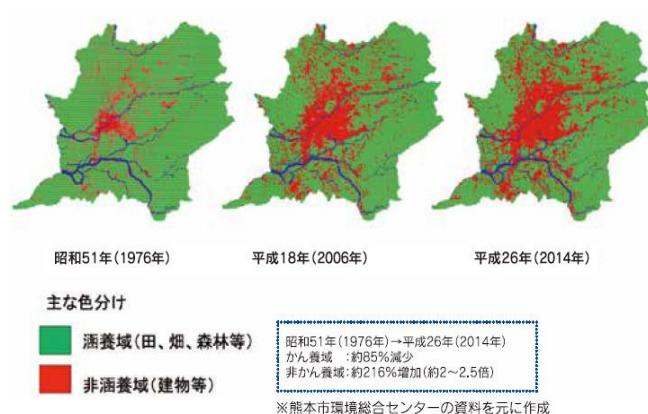 昭和51年(1976年)
平成18年(2006年)
平成26年(2014年)
主な色分け
涵養域(田、畑、森林等)
非涵養域(建物等)
昭和51年(1976年)→平成26年(2014年)
かん養域 :約85%減少
非かん養域:約216%増加(約2~2.5倍)
※熊本市環境総合センターの資料を元に作成